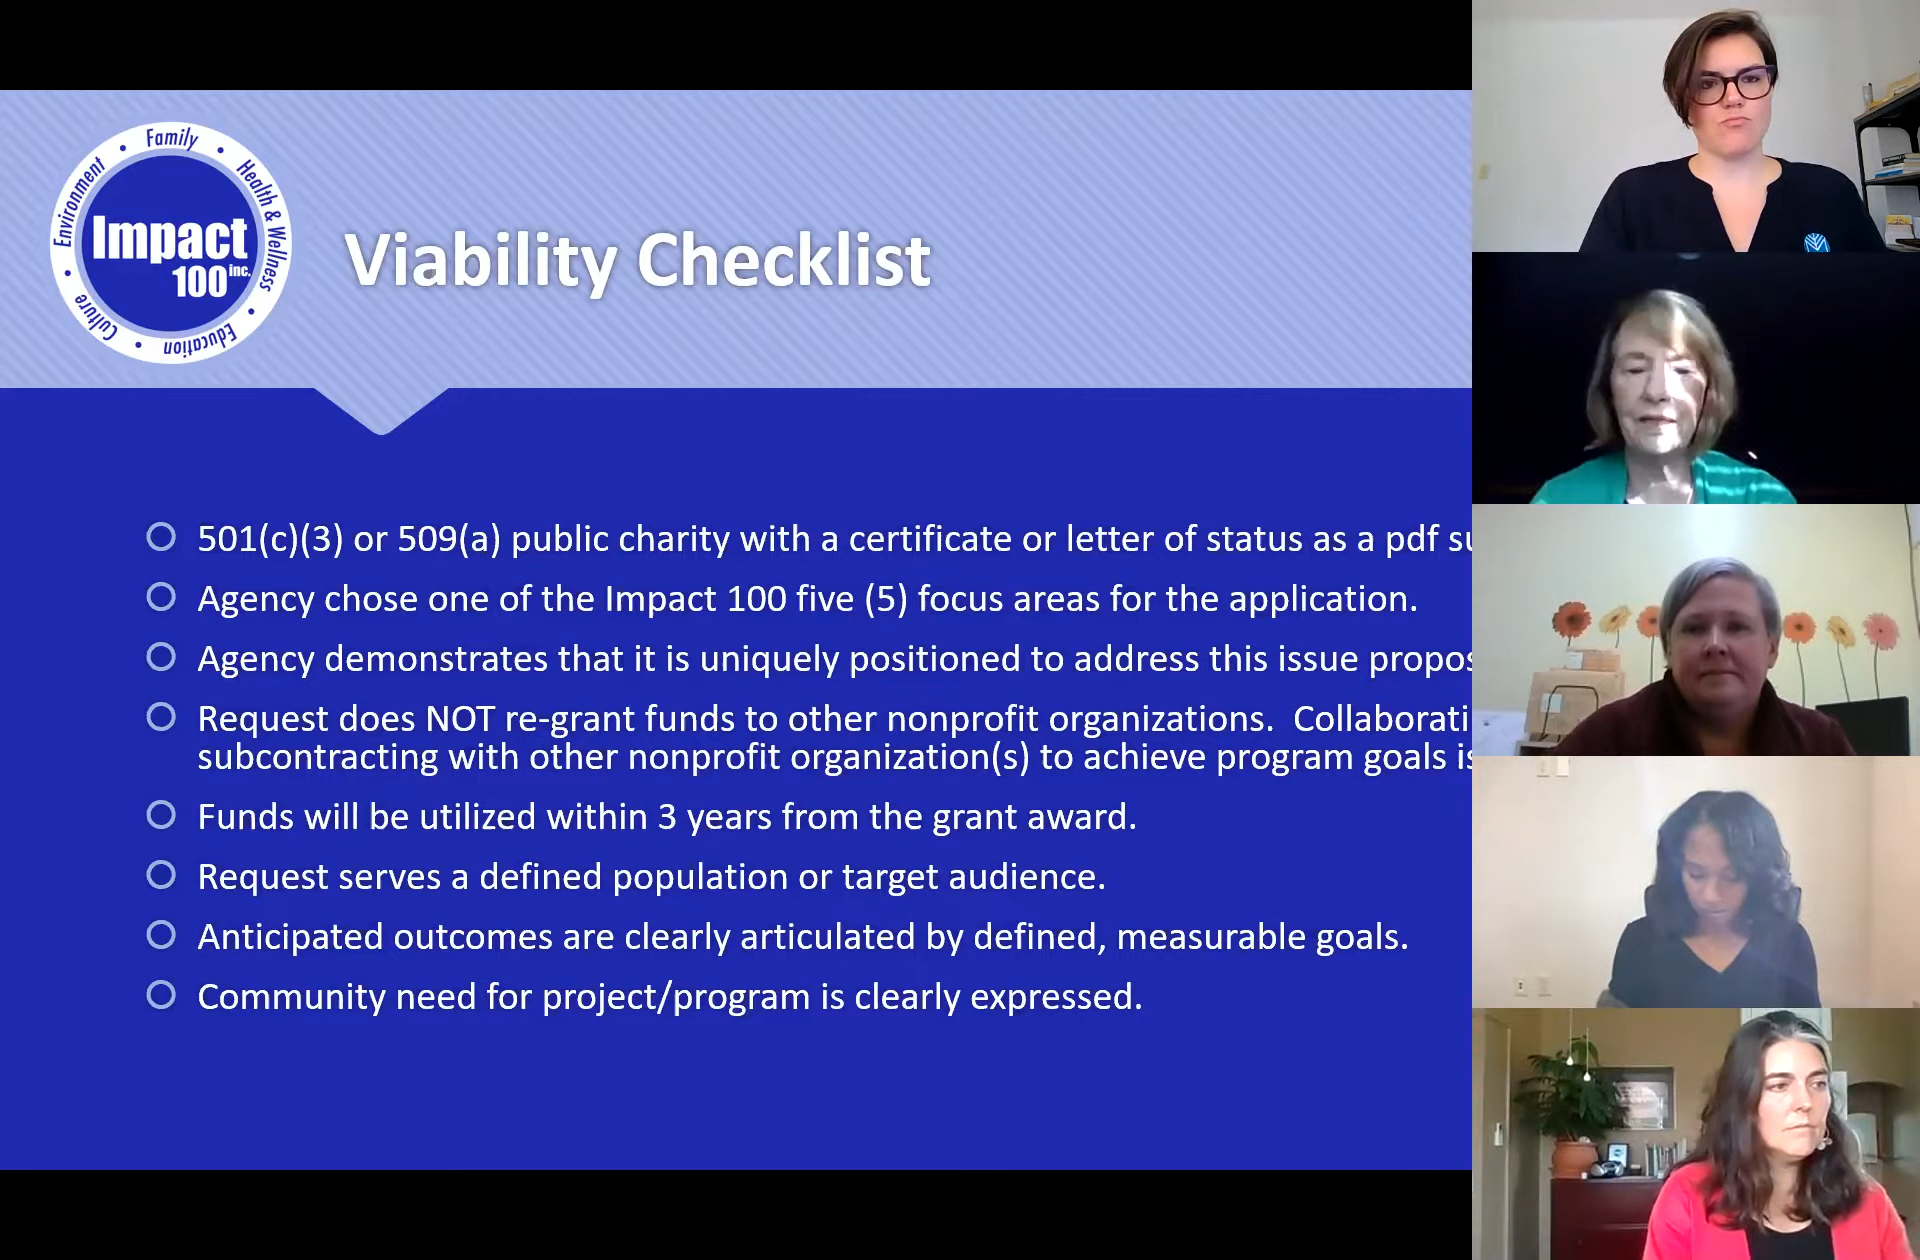 Family
Health & Wellness
Education
Culture
Environment
Impact
100 inc.
Viability Checklist
501(c)(3) or 509(a) public charity with a certificate or letter of status as a pdf
Agency chose one of the Impact 100 five (5) focus areas for the application.
Agency demonstrates that it is uniquely positioned to address this issue
Request does NOT re-grant funds to other nonprofit organizations. 
subcontracting with other nonprofit organization(s) to achieve program goals
Funds will be utilized within 3 years from the grant award.
Request serves a defined population or target audience.
Anticipated outcomes are clearly articulated by defined, measurable goals.
Community need for project/program is clearly expressed.